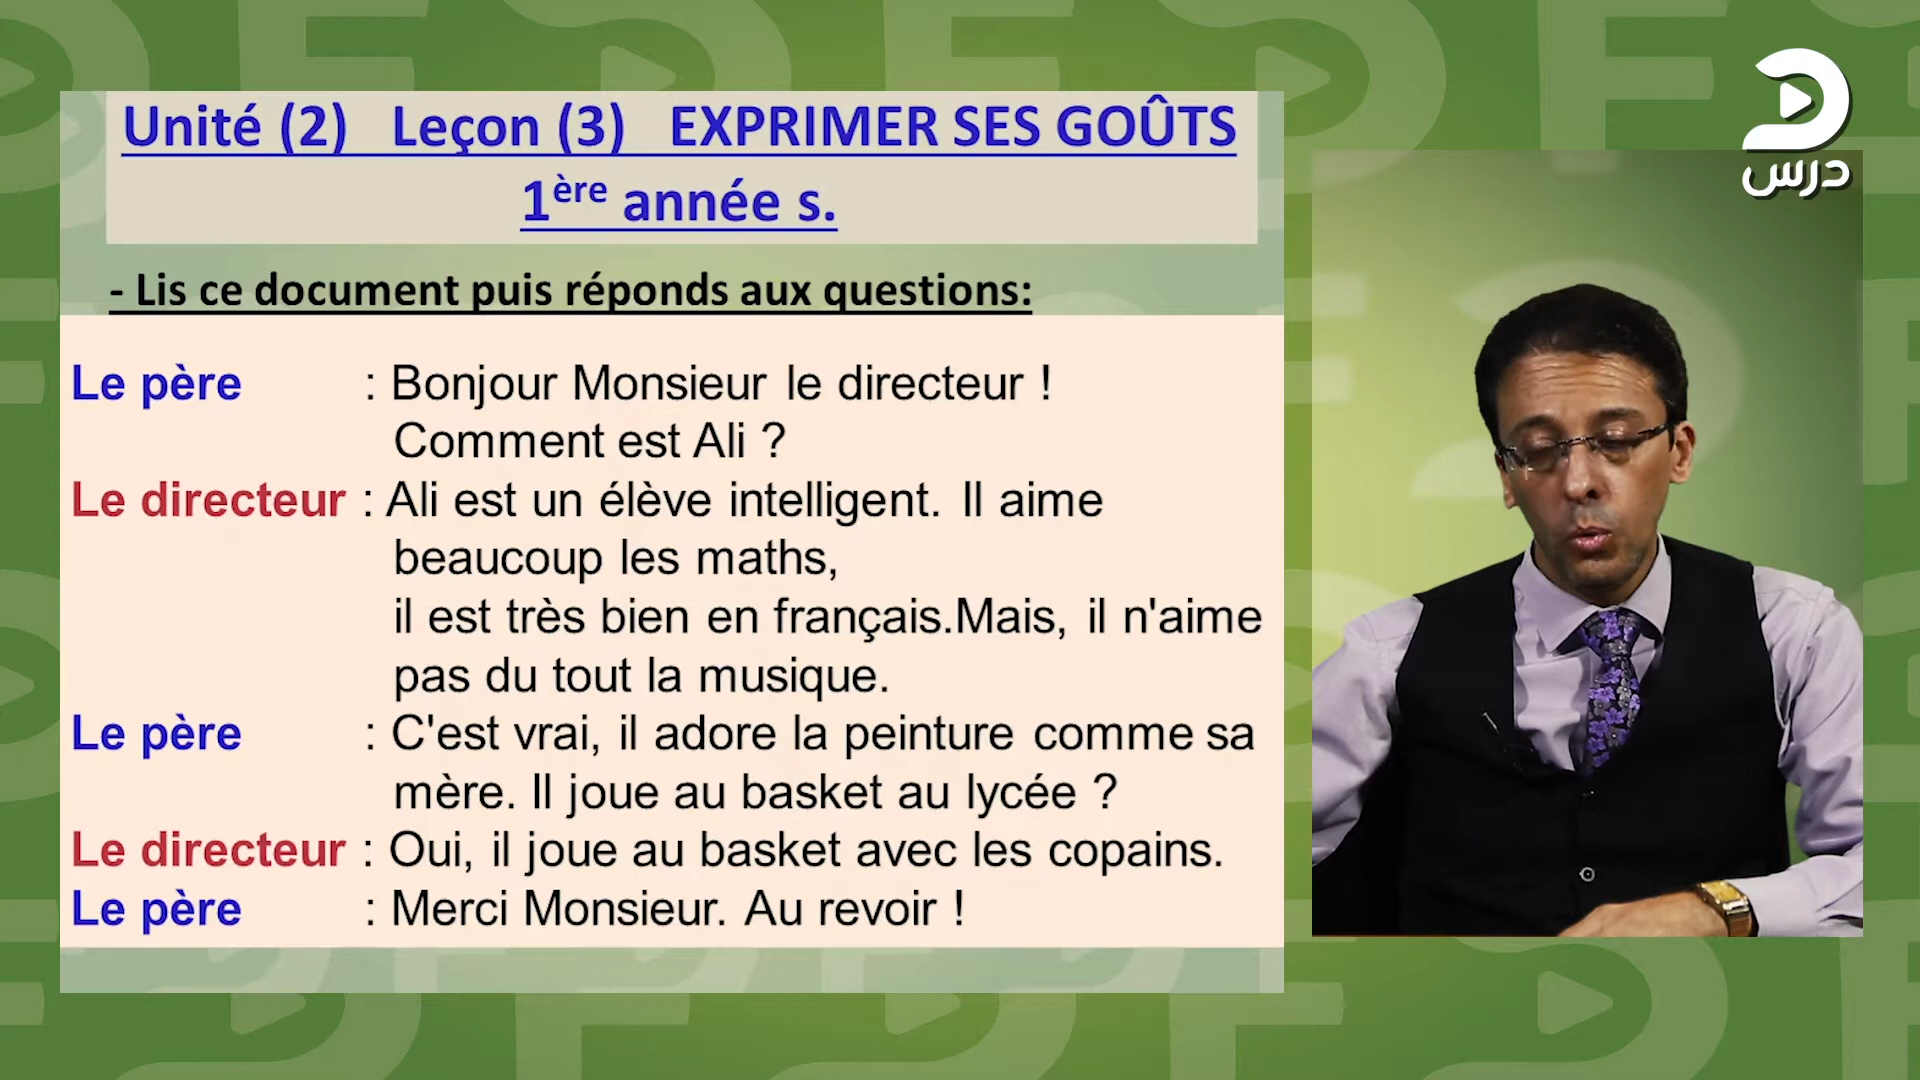 Unité (2) Leçon (3) EXPRIMER SES GOÛTS
1ère année s.
- Lis ce document puis réponds aux questions:
Le père : Bonjour Monsieur le directeur !
Comment est Ali ?
Le directeur : Ali est un élève intelligent. Il aime
beaucoup les maths,
il est très bien en français.Mais, il n'aime
pas du tout la musique.
Le père : C'est vrai, il adore la peinture comme sa
mère. Il joue au basket au lycée ?
Le directeur : Oui, il joue au basket avec les copains.
Le père : Merci Monsieur. Au revoir !
درس